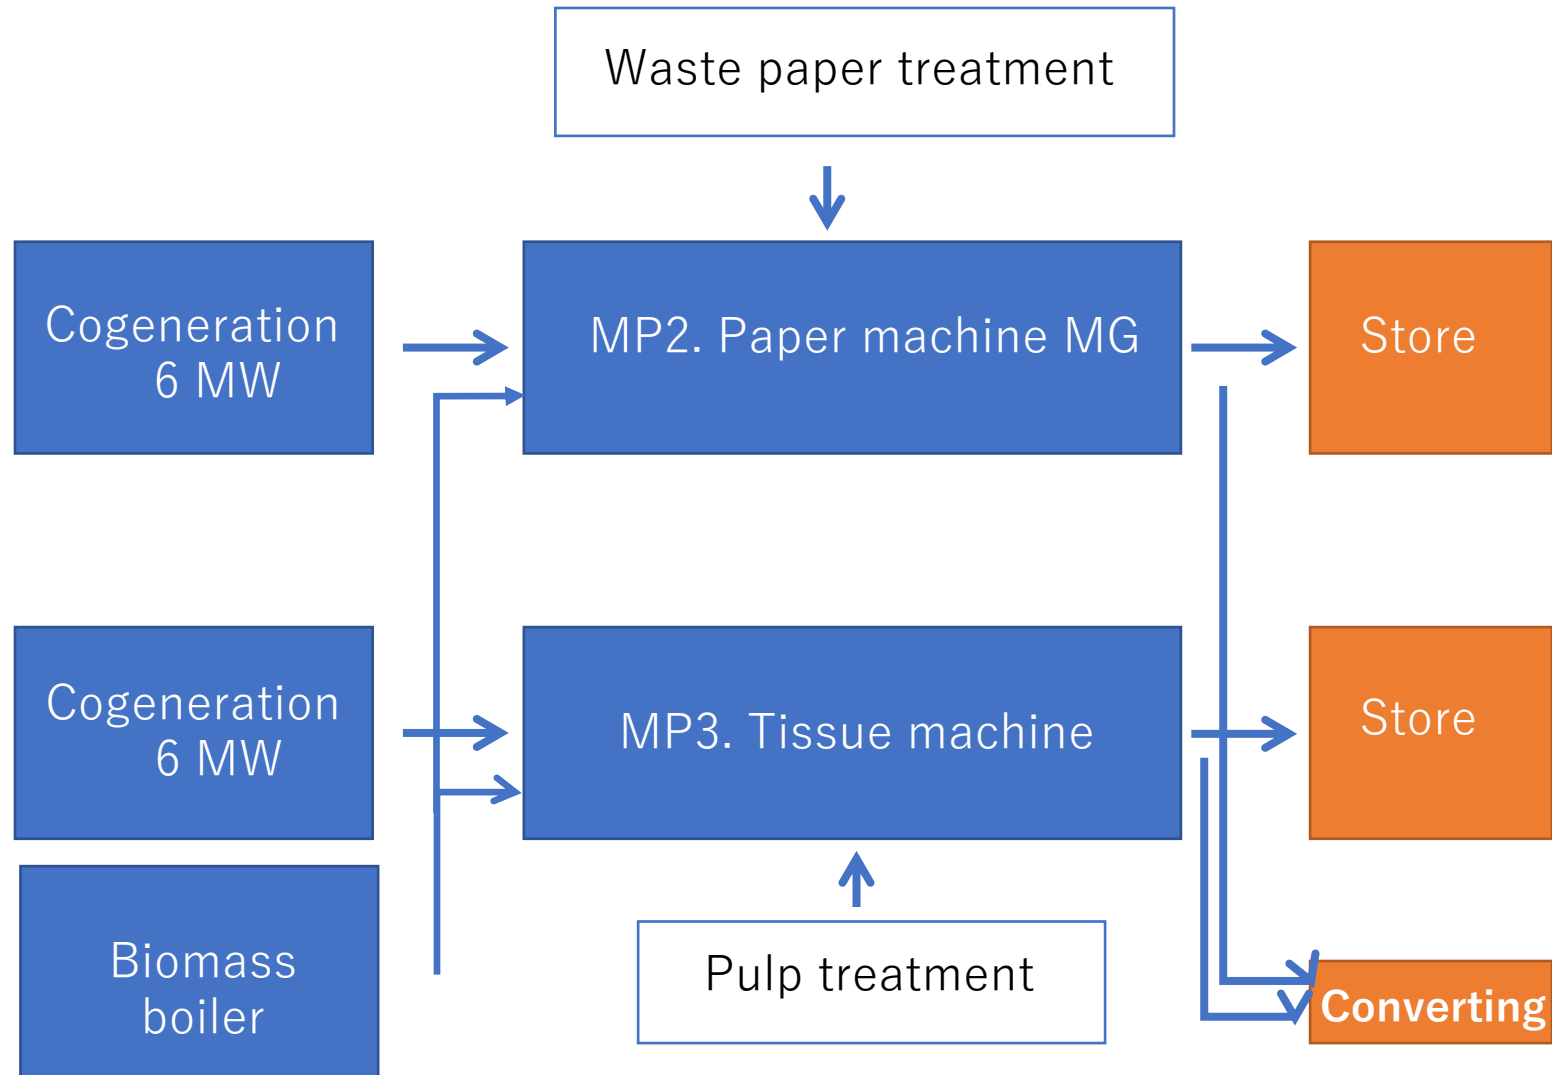 Waste paper treatment
Cogeneration
6 MW
MP2. Paper machine MG
Store
Cogeneration
6 MW
MP3. Tissue machine
Store
Biomass
boiler
Pulp treatment
Converting